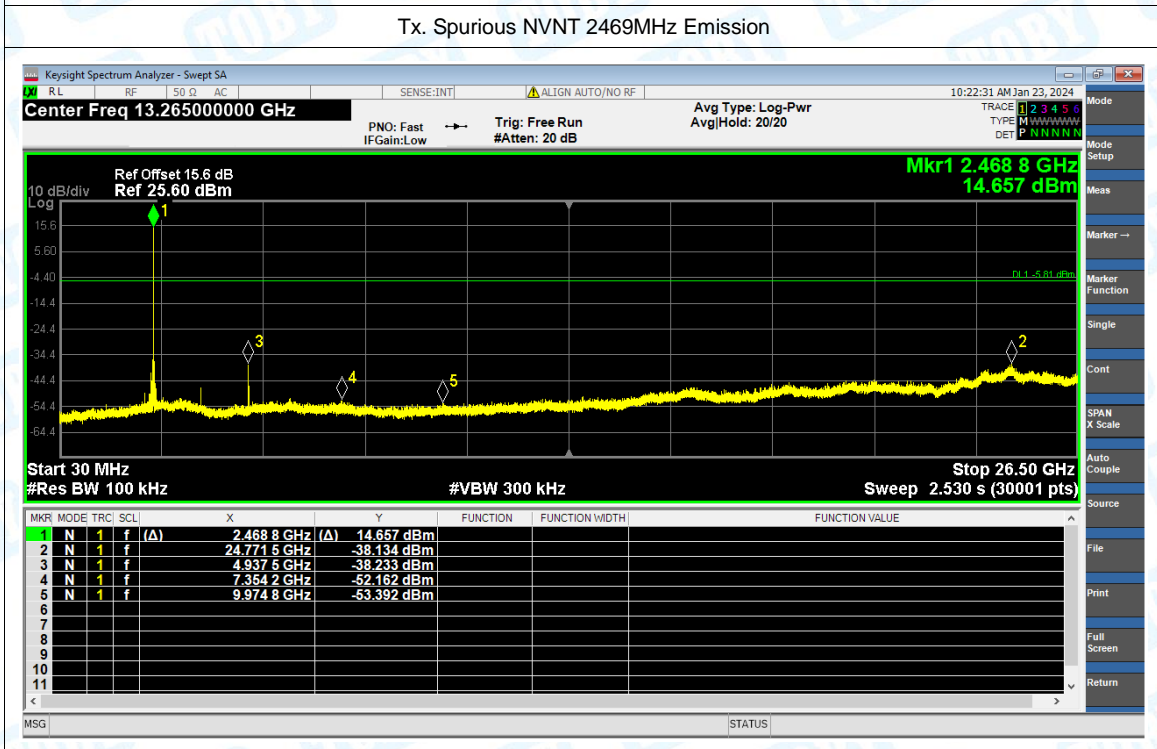 Tx. Spurious NVNT 2469MHz Emission
Keysight Spectrum Analyzer - Swept SA
LXI RL RF 50 Ω AC SENSE:INT ALIGN AUTO/NO RF 10:22:31 AM Jan 23, 2024
Center Freq 13.265000000 GHz
PNO: Fast
IFGain:Low
Trig: Free Run
#Atten: 20 dB
Avg Type: Log-Pwr
Avg|Hold: 20/20
TRACE 1 2 3 4 5 6
TYPE M WWWWW
DET P N N N N N
Mkr1 2.468 8 GHz
14.657 dBm
Ref Offset 15.6 dB
10 dB/div Ref 25.60 dBm
Log
15.6
5.60
-4.40
-14.4
-24.4
-34.4
-44.4
-54.4
-64.4
1
DL1 -5.81 dBm
3
2
4
5
Start 30 MHz Stop 26.50 GHz
#Res BW 100 kHz #VBW 300 kHz Sweep 2.530 s (30001 pts)
MKR MODE TRC SCL X Y FUNCTION FUNCTION WIDTH FUNCTION VALUE
1 N 1 f (Δ) 2.468 8 GHz (Δ) 14.657 dBm
2 N 1 f 24.771 5 GHz -38.134 dBm
3 N 1 f 4.937 5 GHz -38.233 dBm
4 N 1 f 7.354 2 GHz -52.162 dBm
5 N 1 f 9.974 8 GHz -53.392 dBm
6
7
8
9
10
11
MSG STATUS
Mode
Mode
Setup
Meas
Marker →
Marker
Function
Single
Cont
SPAN
X Scale
Auto
Couple
Source
File
Print
Full
Screen
Return
TOBY